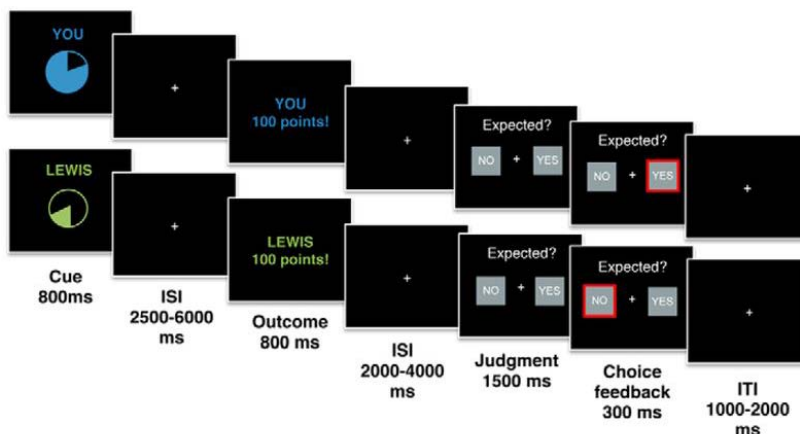 YOU
+
YOU
100 points!
+
Expected?
NO + YES
Expected?
NO + YES
+
LEWIS
+
LEWIS
100 points!
+
Expected?
NO + YES
Expected?
NO + YES
+
Cue
800ms
ISI
2500-6000
ms
Outcome
800 ms
ISI
2000-4000
ms
Judgment
1500 ms
Choice
feedback
300 ms
ITI
1000-2000
ms